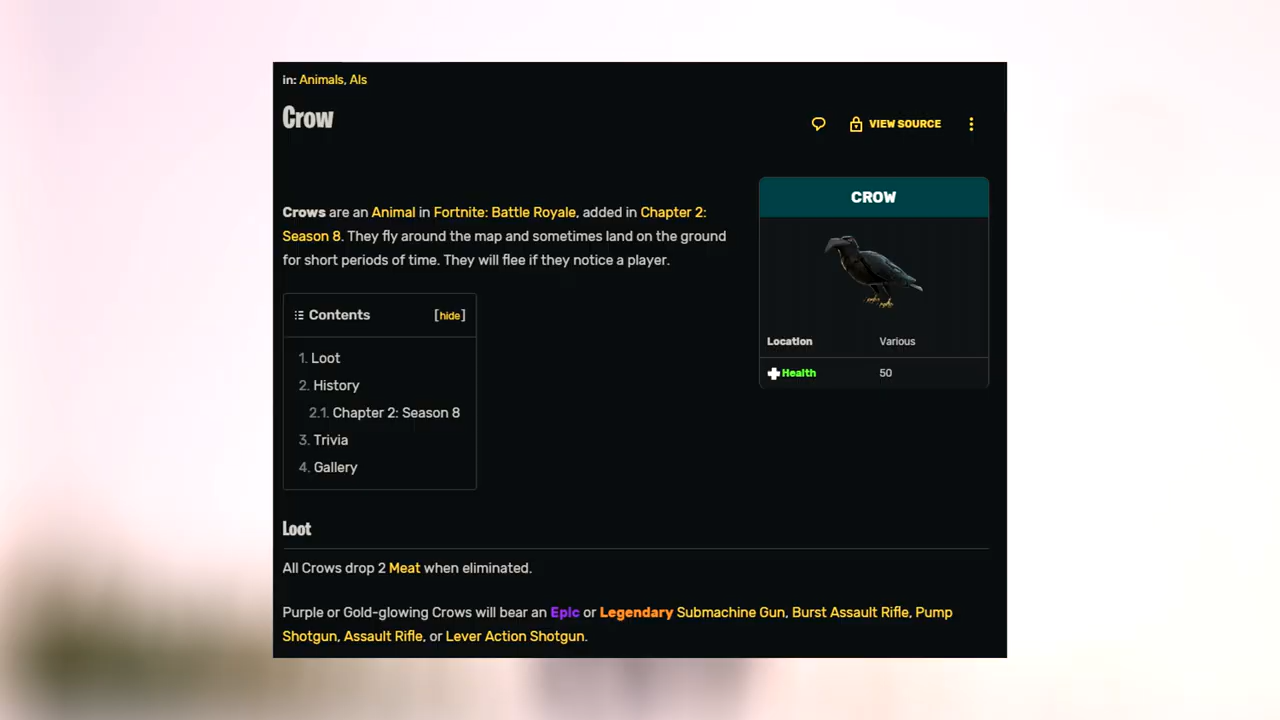 in: Animals, AIs
Crow
VIEW SOURCE
Crows are an Animal in Fortnite: Battle Royale, added in Chapter 2:
Season 8. They fly around the map and sometimes land on the ground
for short periods of time. They will flee if they notice a player.
CROW
Location Various
Health 50
Contents [hide]
1. Loot
2. History
2.1. Chapter 2: Season 8
3. Trivia
4. Gallery
Loot
All Crows drop 2 Meat when eliminated.
Purple or Gold-glowing Crows will bear an Epic or Legendary Submachine Gun, Burst Assault Rifle, Pump
Shotgun, Assault Rifle, or Lever Action Shotgun.